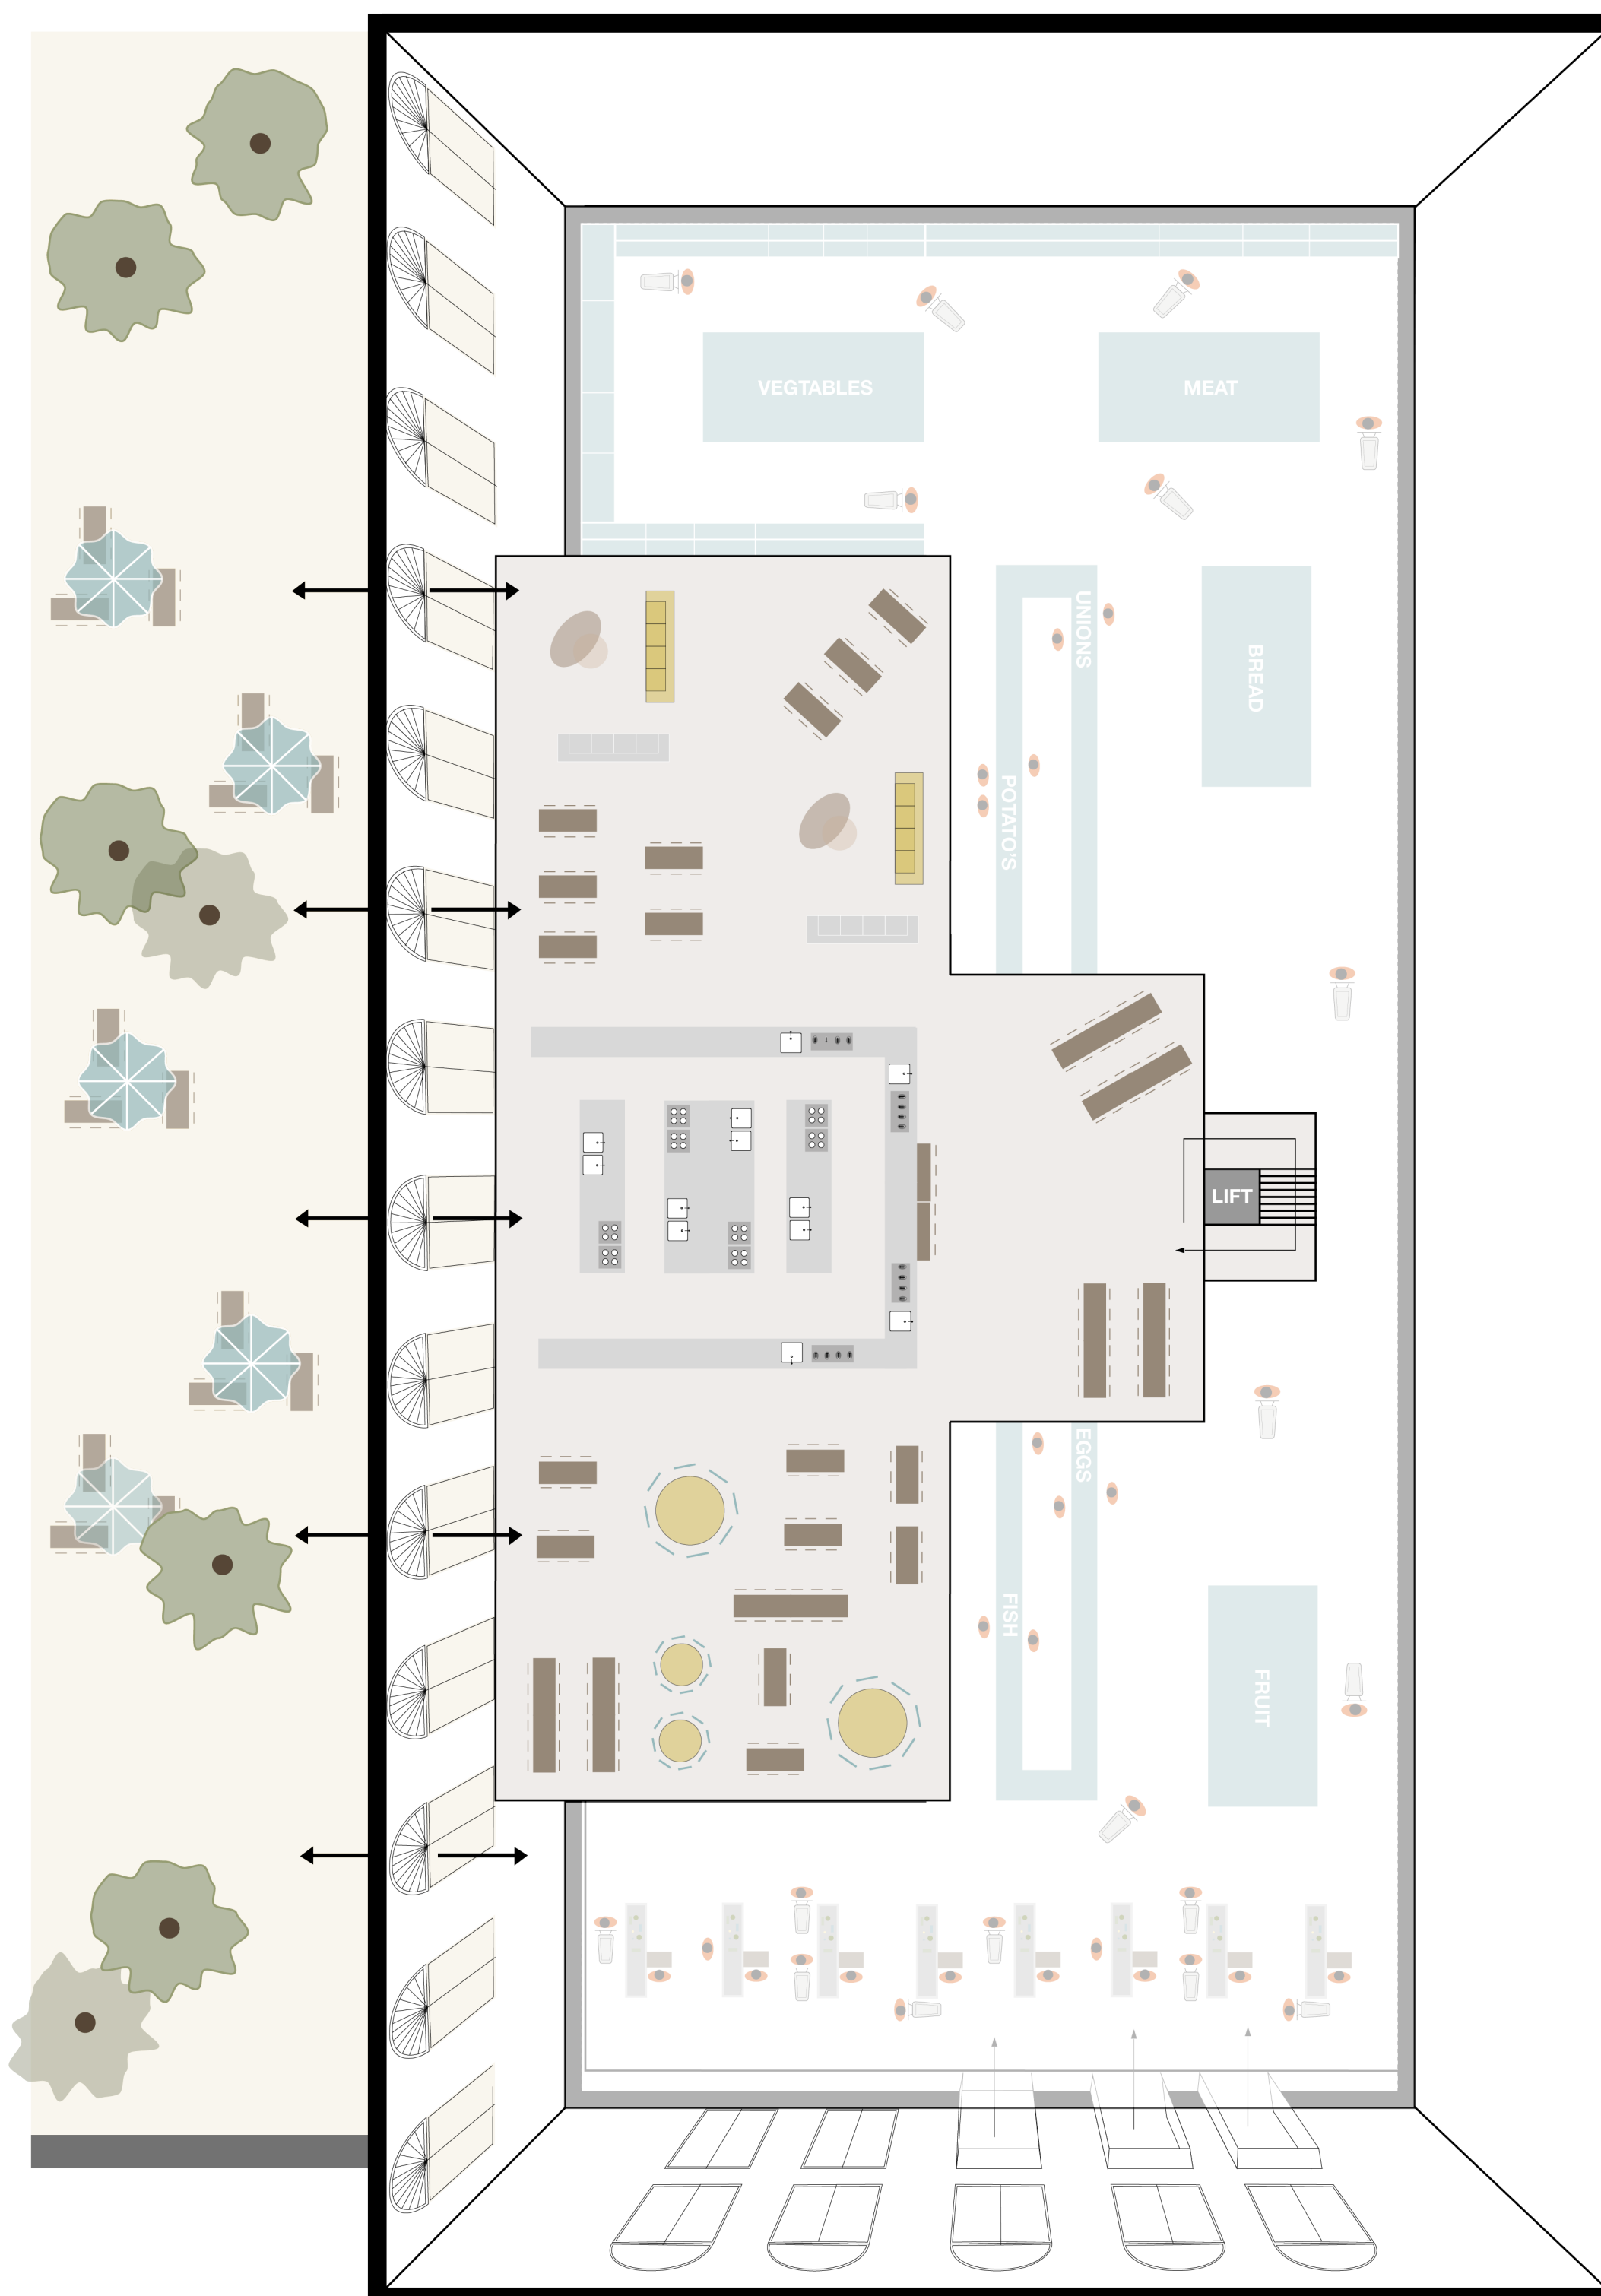 VEGTABLES
MEAT
UNIONS
BREAD
POTATO'S
LIFT
EGGS
FISH
FRUIT